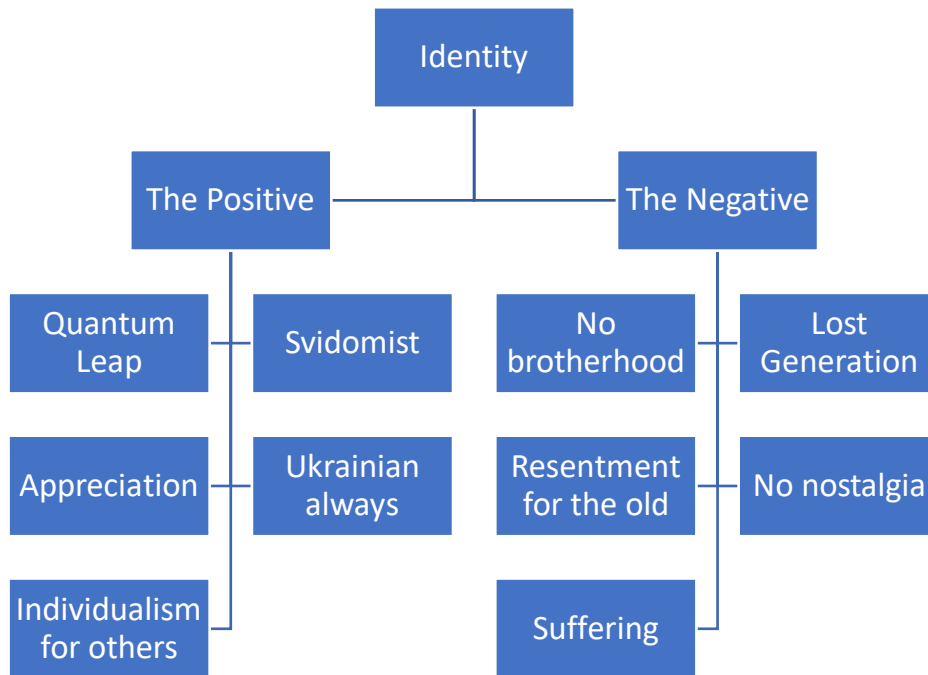 Identity
The Positive
The Negative
Quantum
Leap
Svidomist
No
brotherhood
Lost
Generation
Appreciation
Ukrainian
always
Resentment
for the old
No nostalgia
Individualism
for others
Suffering